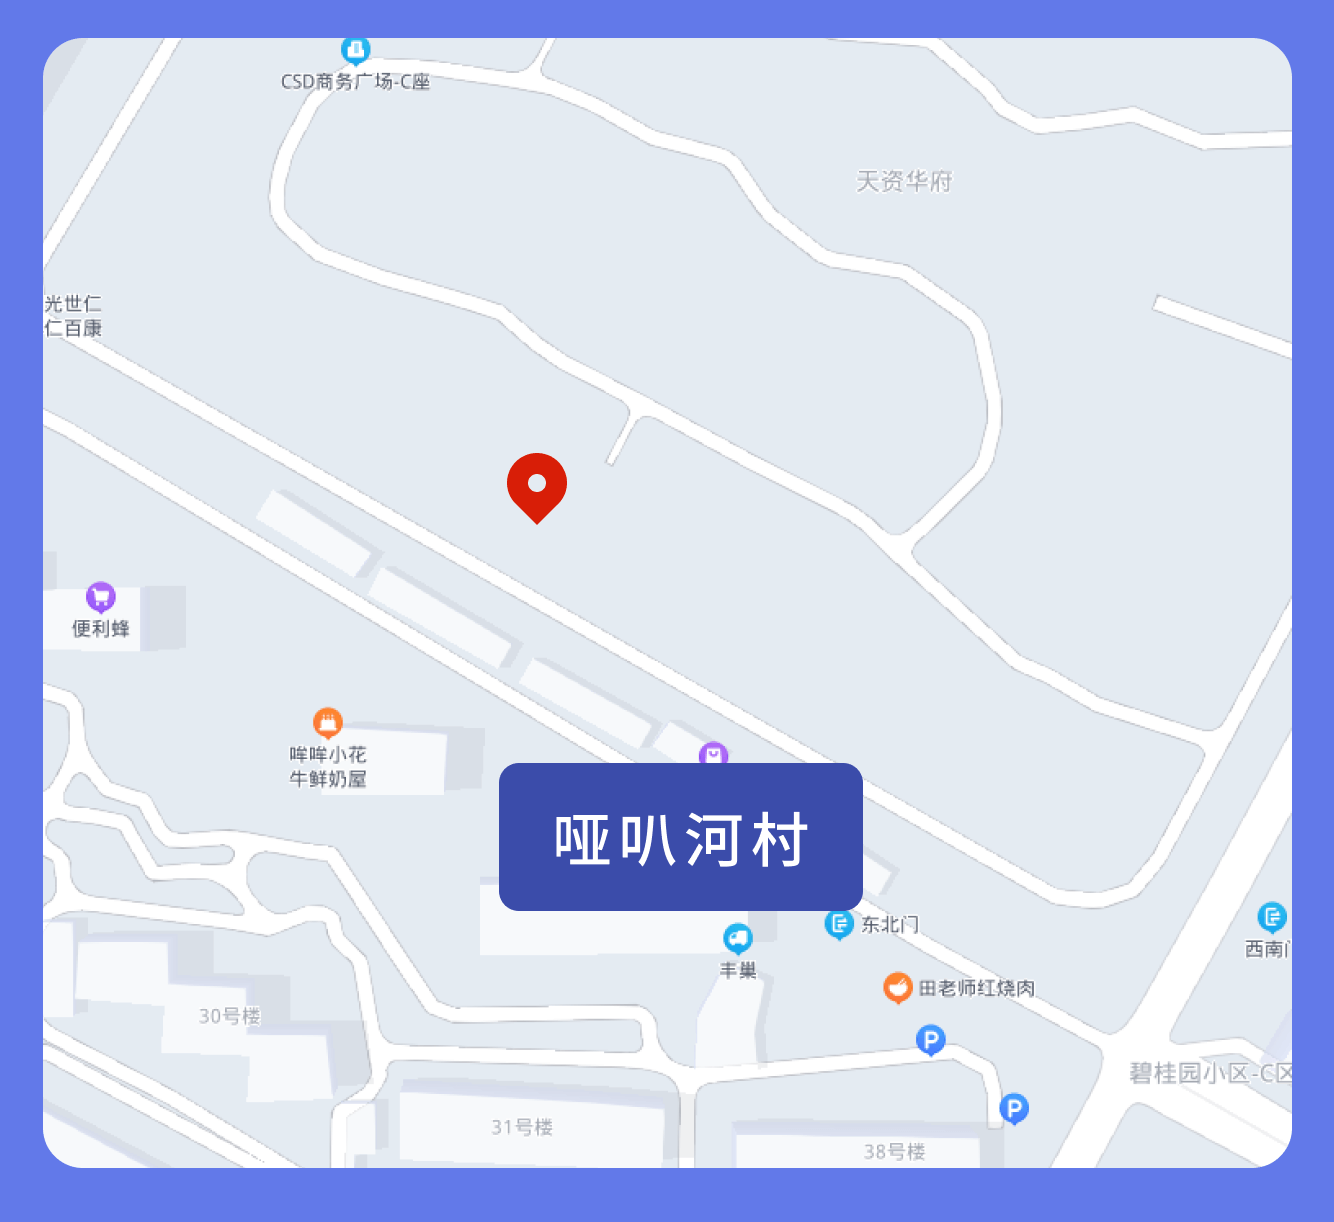 CSD商务广场-C座
天资华府
光世仁
仁百康
便利蜂
哞哞小花
牛鲜奶屋
哑叭河村
东北门
西南门
丰巢
田老师红烧肉
P
30号楼
碧桂园小区-C区
P
31号楼
38号楼